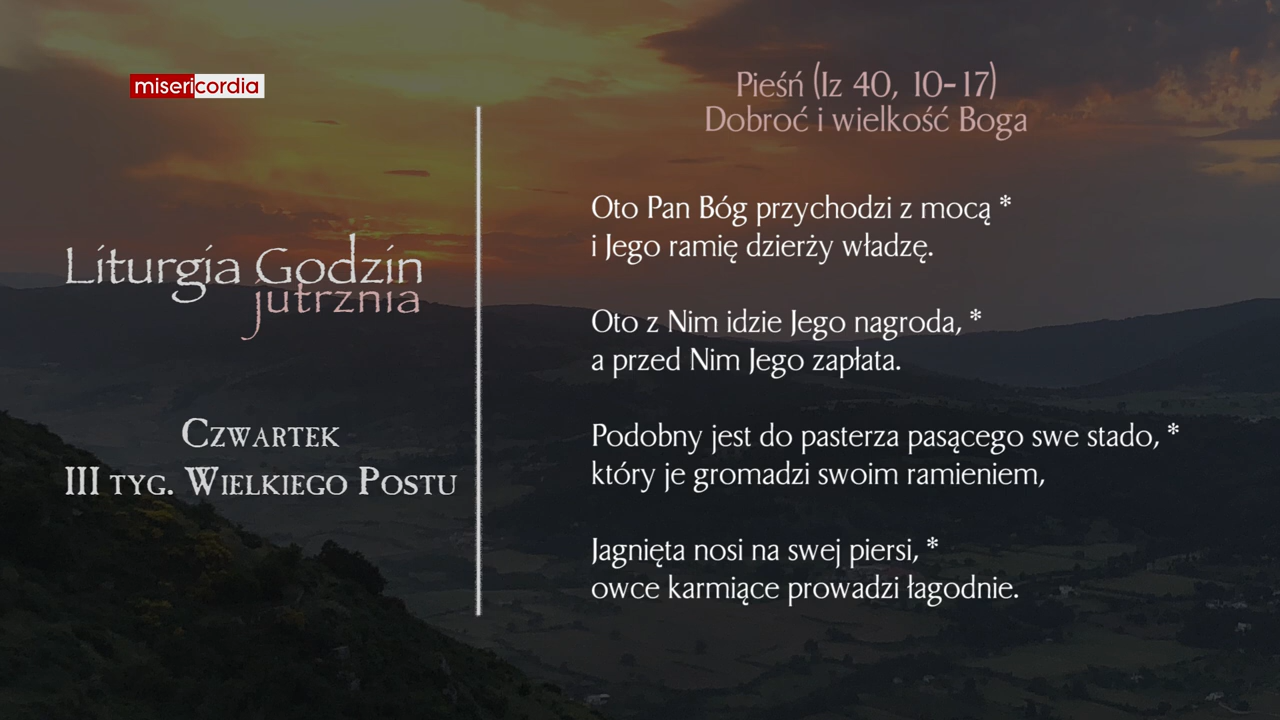 misericordia
Liturgia Godzin
jutrznia
Czwartek
III tyg. Wielkiego Postu
Pieśń (Iz 40, 10-17)
Dobroć i wielkość Boga
Oto Pan Bóg przychodzi z mocą *
i Jego ramię dzierży władzę.
Oto z Nim idzie Jego nagroda, *
a przed Nim Jego zapłata.
Podobny jest do pasterza pasącego swe stado, *
który je gromadzi swoim ramieniem,
Jagnięta nosi na swej piersi, *
owce karmiące prowadzi łagodnie.